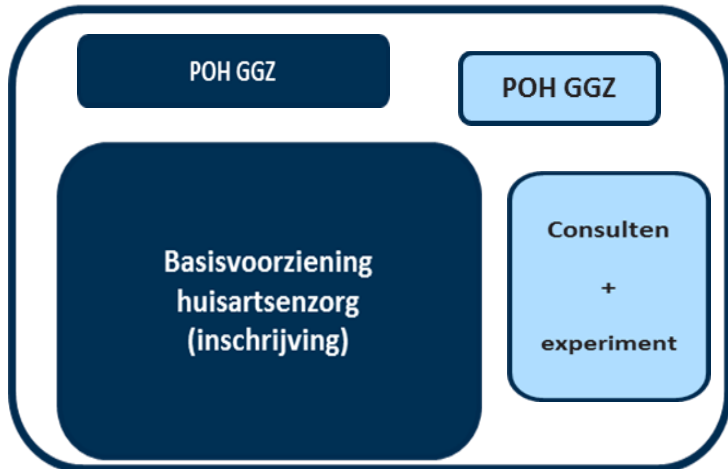 POH GGZ
POH GGZ
Basisvoorziening
huisartsenzorg
(inschrijving)
Consulten
+
experiment